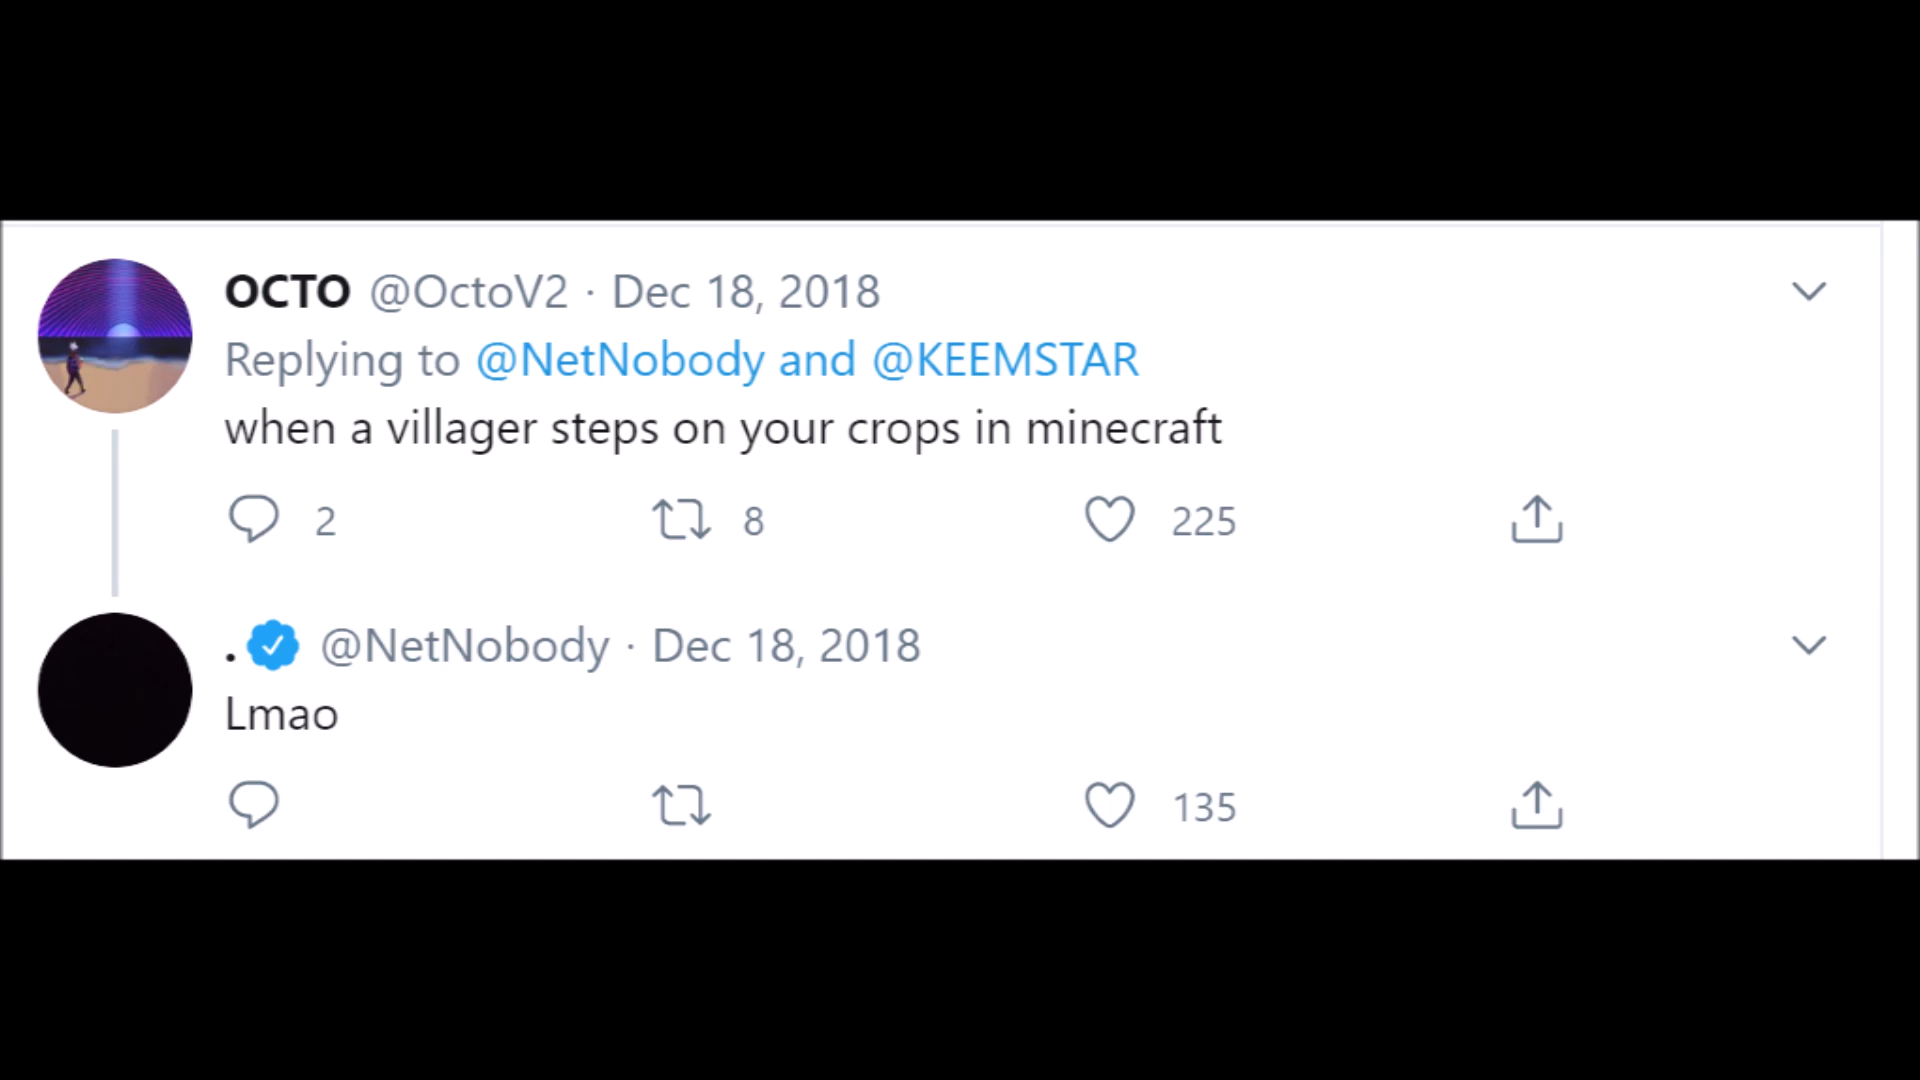 OCTO @OctoV2 · Dec 18, 2018
Replying to @NetNobody and @KEEMSTAR
when a villager steps on your crops in minecraft
2 8 225
. @NetNobody · Dec 18, 2018
Lmao
135